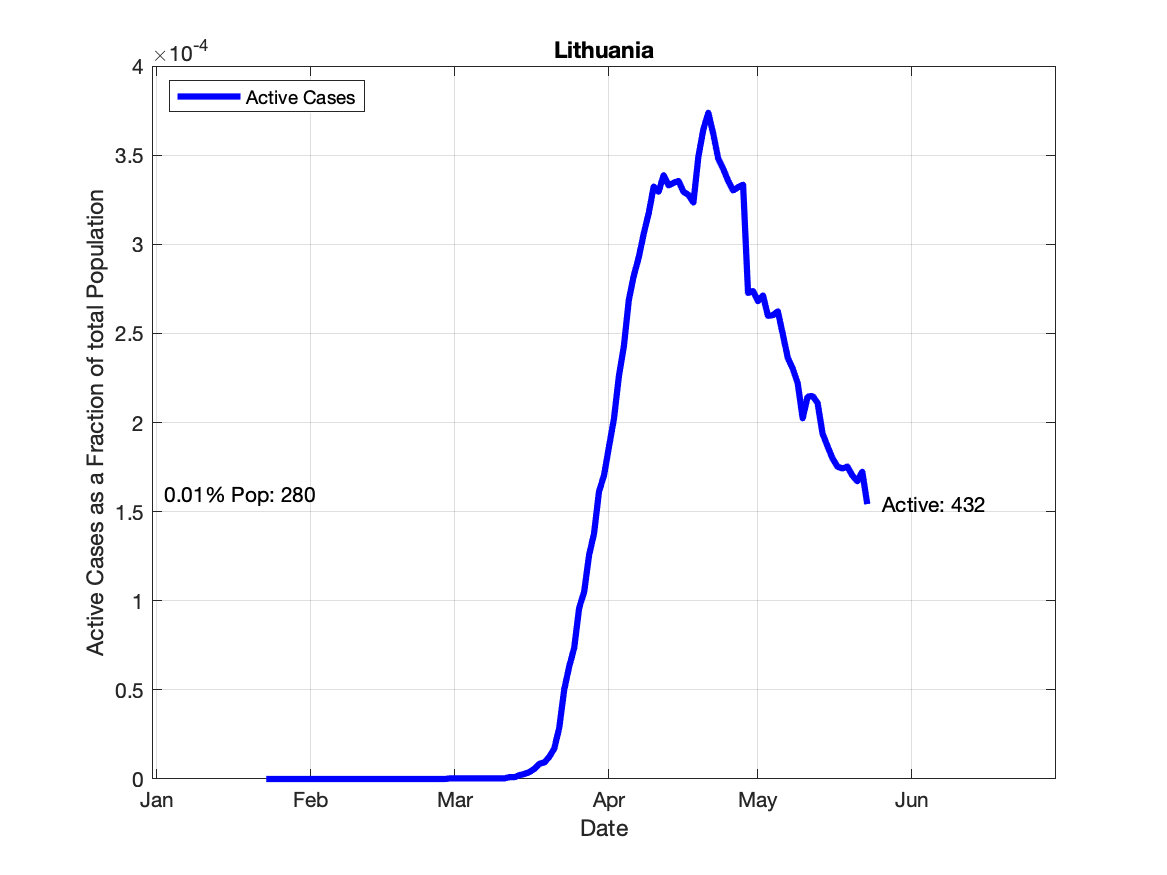 Lithuania
×10-4
Active Cases
4
3.5
3
2.5
2
1.5
1
0.5
0
Active Cases as a Fraction of total Population
0.01% Pop: 280
Active: 432
Jan Feb Mar Apr May Jun
Date